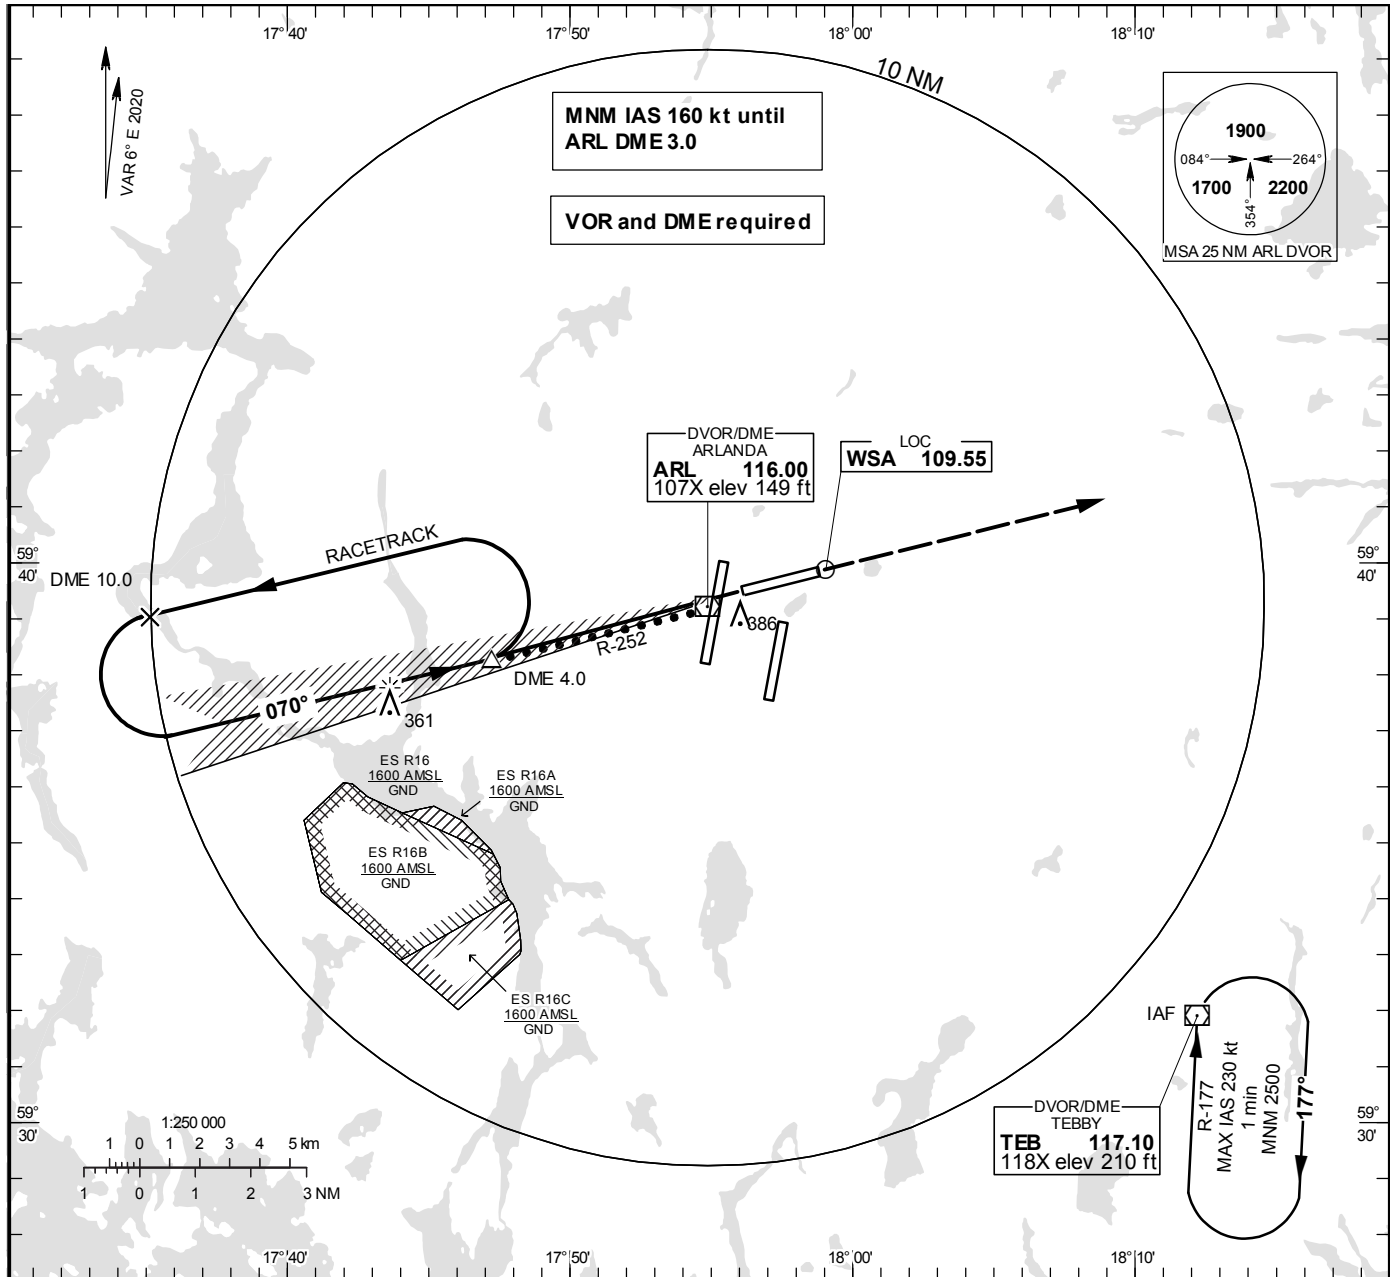 17°40'
17°50'
18°00'
18°10'
VAR 6° E 2020
10 NM
MNM IAS 160 kt until
ARL DME 3.0
VOR and DME required
1900
084°
264°
1700
2200
354°
MSA 25 NM ARL DVOR
DVOR/DME
ARLANDA
ARL 116.00
107X elev 149 ft
LOC
WSA 109.55
59°
40'
59°
40'
DME 10.0
RACETRACK
386
R-252
DME 4.0
070°
361
ES R16
1600 AMSL
GND
ES R16A
1600 AMSL
GND
ES R16B
1600 AMSL
GND
ES R16C
1600 AMSL
GND
IAF
R-177
MAX IAS 230 kt
1 min
MNM 2500
177°
DVOR/DME
TEBBY
TEB 117.10
118X elev 210 ft
59°
30'
59°
30'
1:250 000
1 0 1 2 3 4 5 km
1 0 1 2 3 NM
17°40'
17°50'
18°00'
18°10'